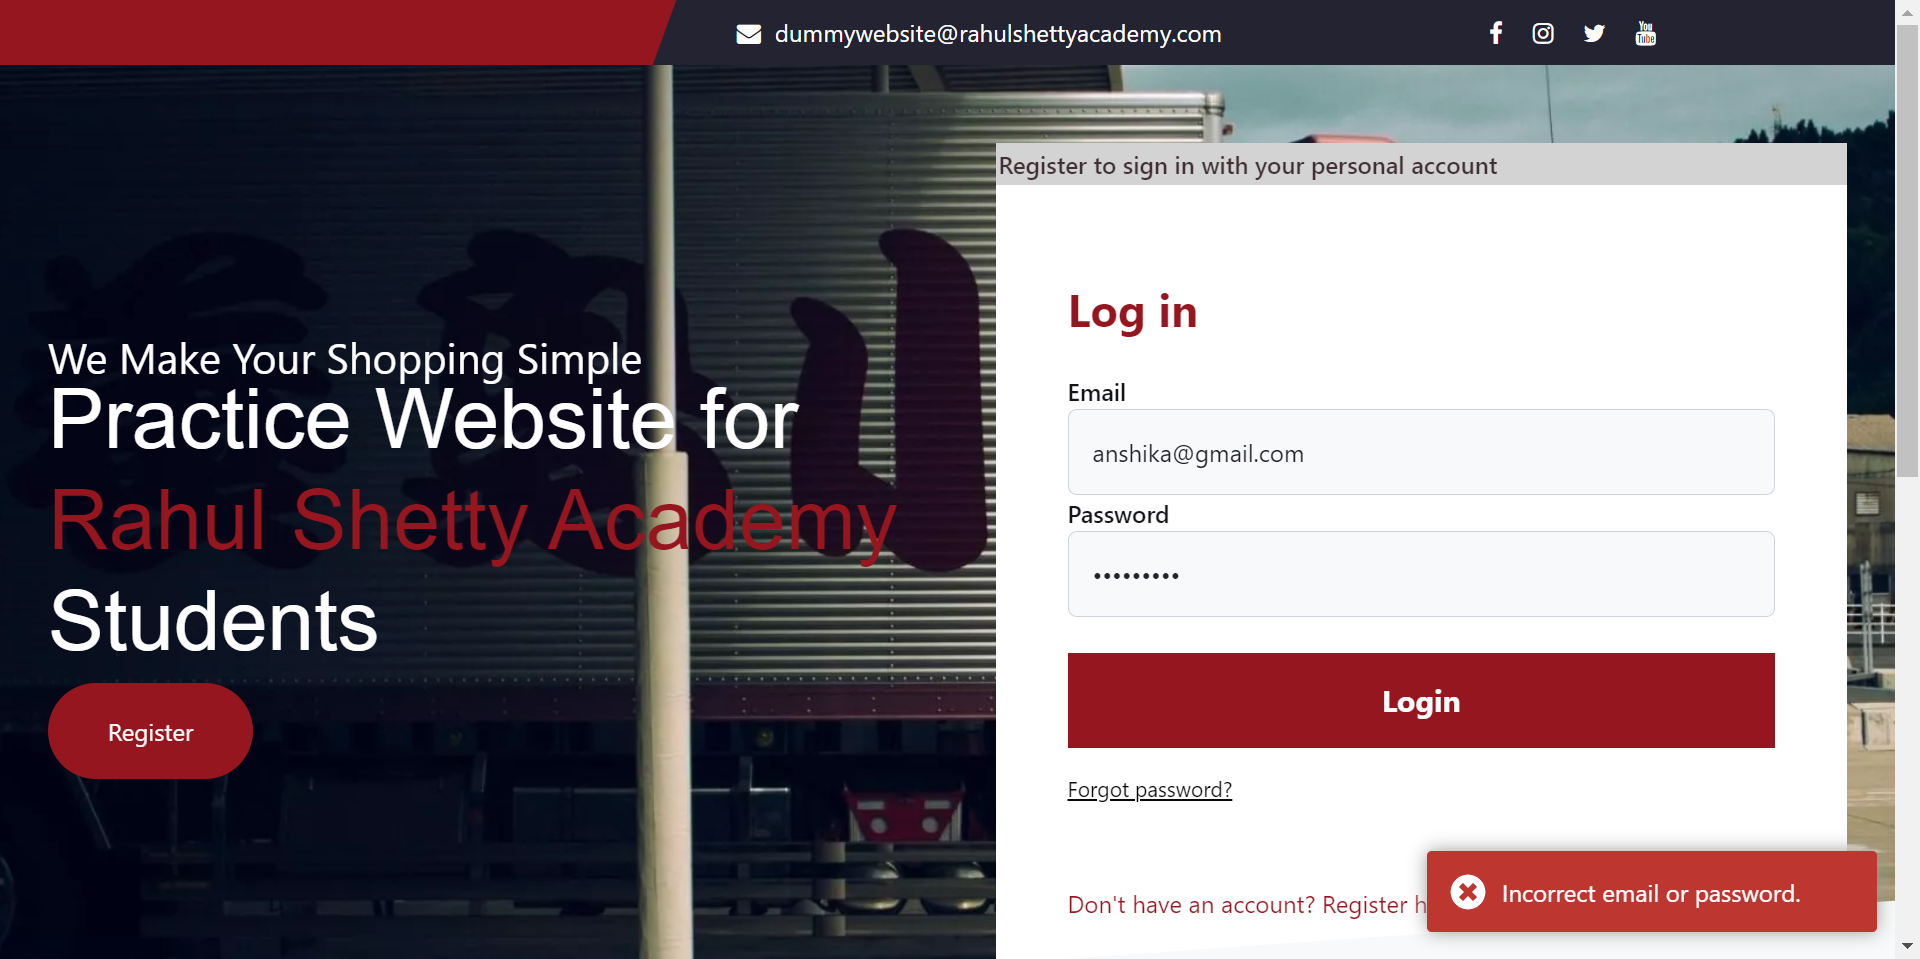 dummywebsite@rahulshettyacademy.com
You
Tube
Register to sign in with your personal account
We Make Your Shopping Simple
Practice Website for
Rahul Shetty Academy
Students
Register
Log in
Email
anshika@gmail.com
Password
•••••••••
Login
Forgot password?
Don't have an account? Register h
Incorrect email or password.